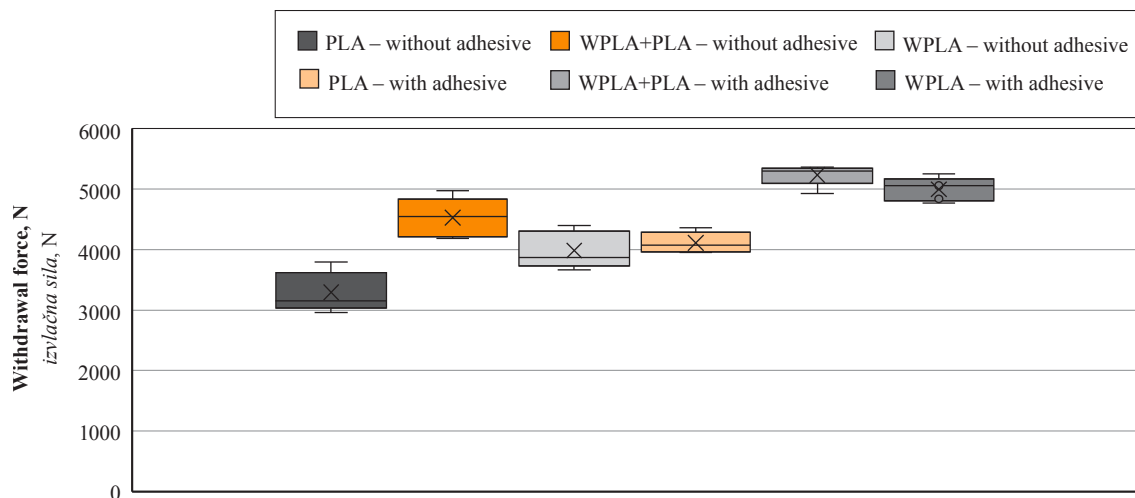 PLA – without adhesive WPLA+PLA – without adhesive WPLA – without adhesive
PLA – with adhesive WPLA+PLA – with adhesive WPLA – with adhesive
Withdrawal force, N
izvlačna sila, N
6000
5000
4000
3000
2000
1000
0